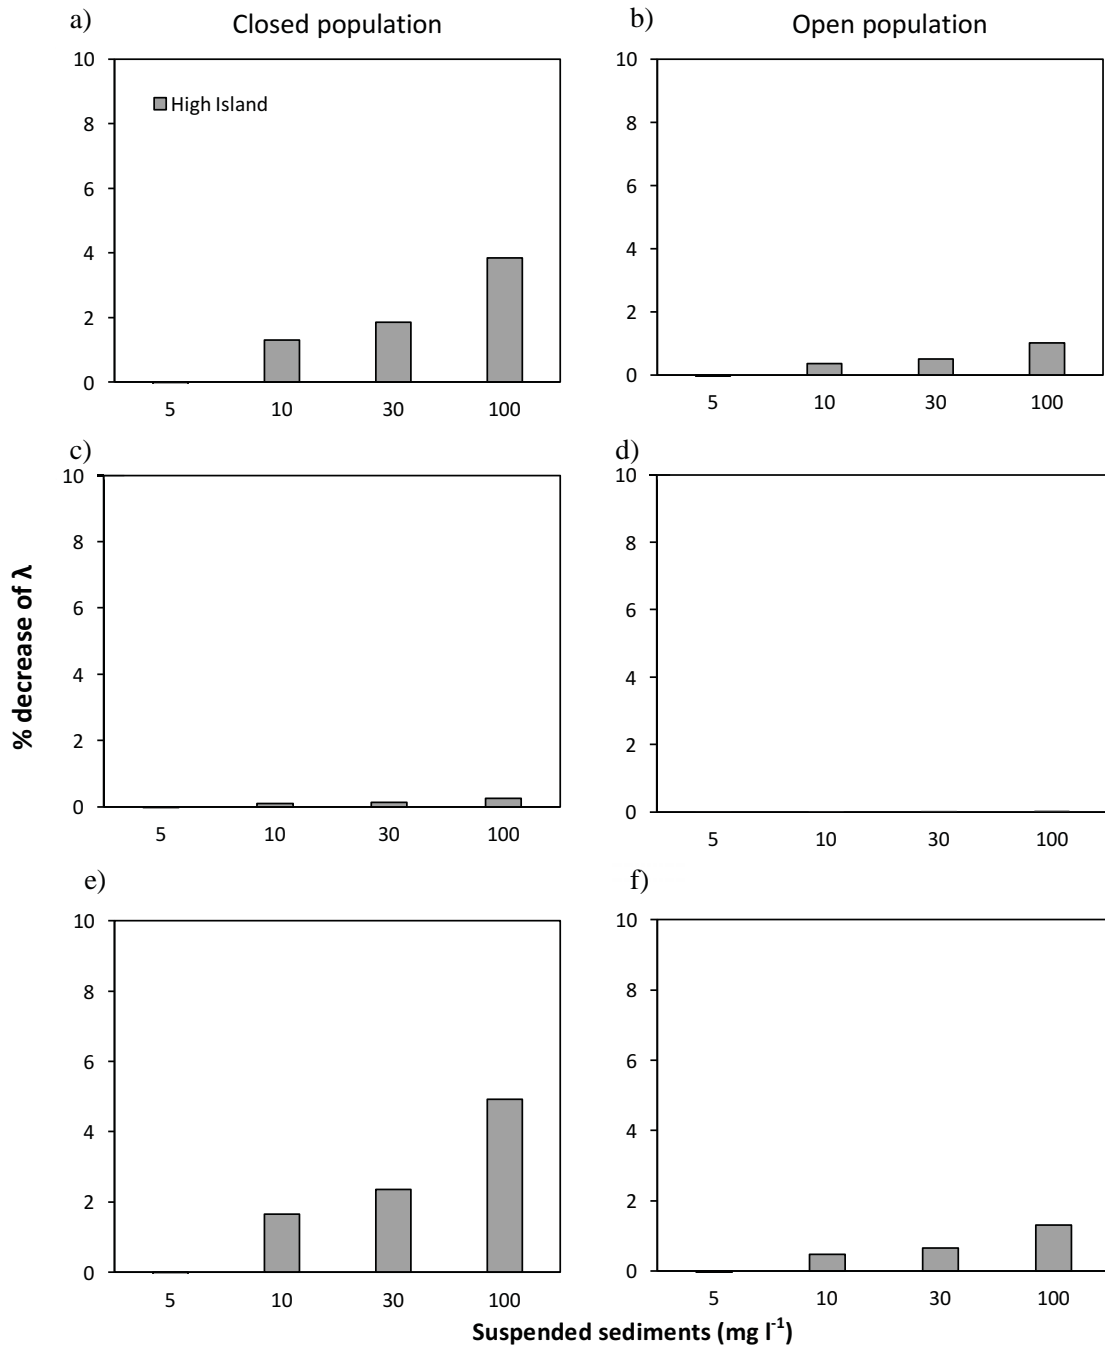 a)
Closed population
b)
Open population
10
8
6
4
2
0
High Island
5 10 30 100
10
8
6
4
2
0
5 10 30 100
c)
10
8
6
4
2
0
5 10 30 100
d)
10
8
6
4
2
0
5 10 30 100
% decrease of λ
e)
10
8
6
4
2
0
5 10 30 100
f)
10
8
6
4
2
0
5 10 30 100
Suspended sediments (mg l⁻¹)